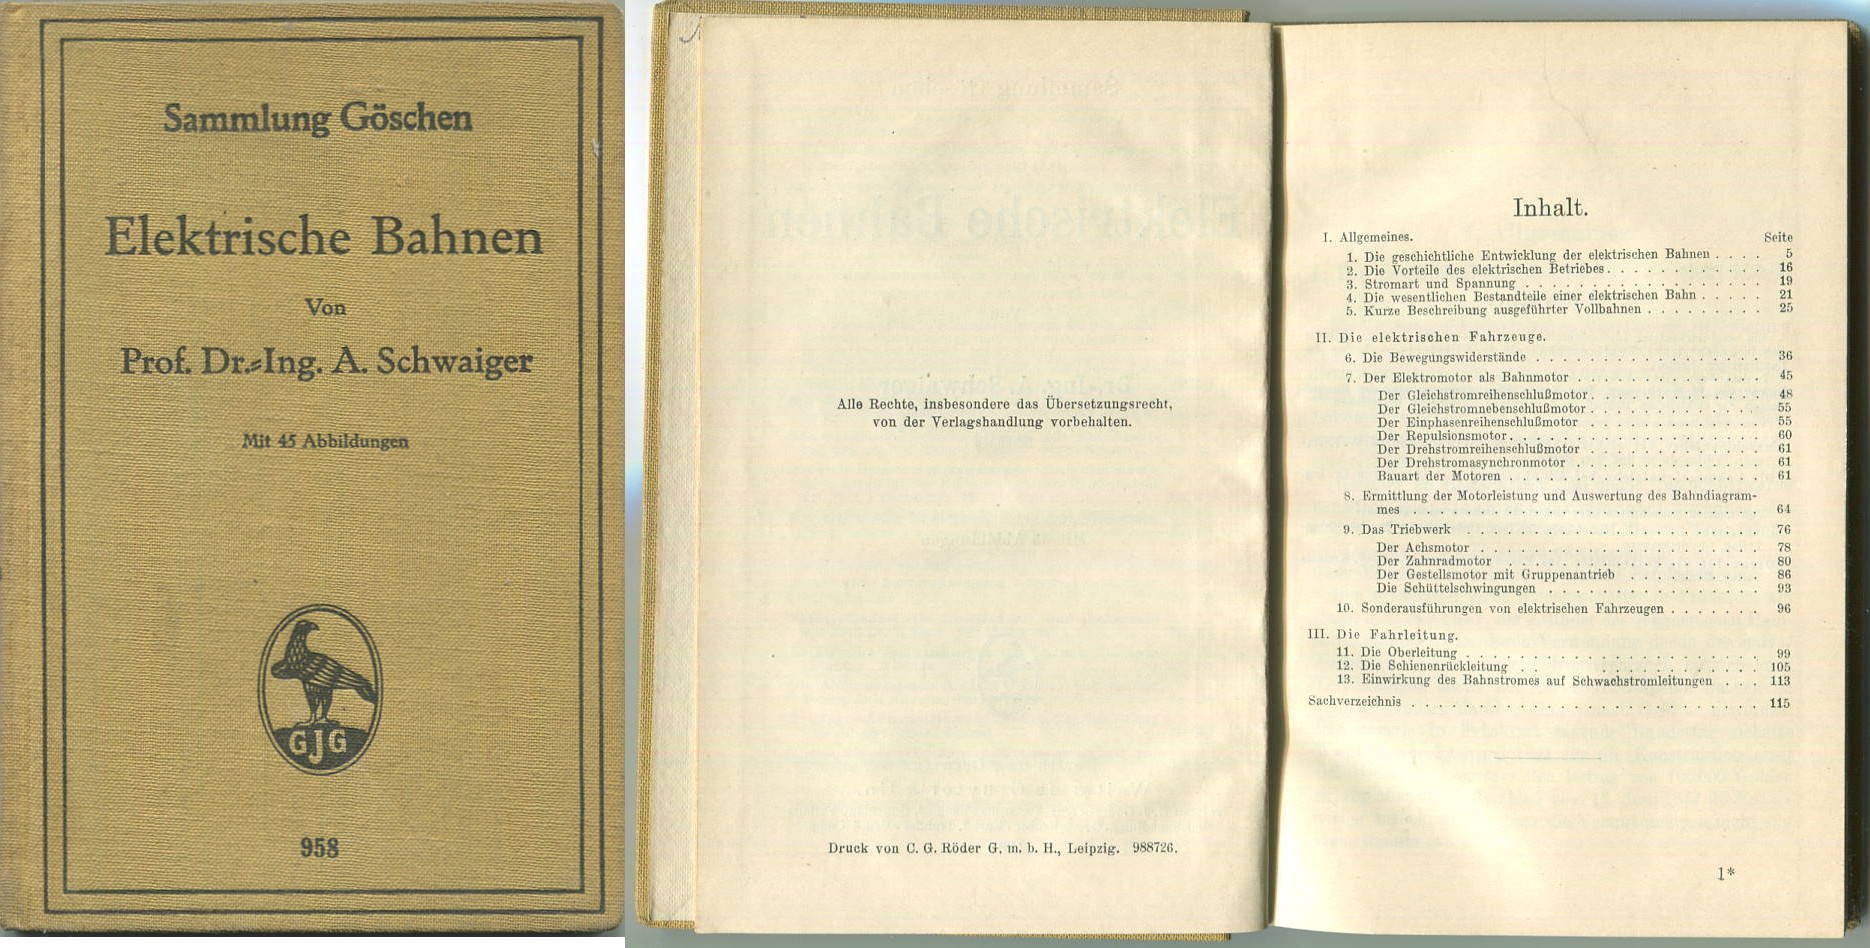 Sammlung Göschen
Elektrische Bahnen
Von
Prof. Dr.-Ing. A. Schwaiger
Mit 45 Abbildungen
GJG
958
Alle Rechte, insbesondere das Übersetzungsrecht,
von der Verlagshandlung vorbehalten.
Druck von C. G. Röder G. m. b. H., Leipzig. 988726.
Inhalt.
I. Allgemeines. Seite
1. Die geschichtliche Entwicklung der elektrischen Bahnen . . . . 5
2. Die Vorteile des elektrischen Betriebes . . . . . . . . . . . . 16
3. Stromart und Spannung . . . . . . . . . . . . . . . . . . 19
4. Die wesentlichen Bestandteile einer elektrischen Bahn . . . . . 21
5. Kurze Beschreibung ausgeführter Vollbahnen . . . . . . . . . 25
II. Die elektrischen Fahrzeuge.
6. Die Bewegungswiderstände . . . . . . . . . . . . . . . . . 36
7. Der Elektromotor als Bahnmotor . . . . . . . . . . . . . . 45
Der Gleichstromreihenschlußmotor . . . . . . . . . . . . . 48
Der Gleichstromnebenschlußmotor . . . . . . . . . . . . . 55
Der Einphasenreihenschlußmotor . . . . . . . . . . . . . 55
Der Repulsionsmotor . . . . . . . . . . . . . . . . . . . 60
Der Drehstromreihenschlußmotor . . . . . . . . . . . . . 61
Der Drehstromasynchronmotor . . . . . . . . . . . . . . 61
Bauart der Motoren . . . . . . . . . . . . . . . . . . . 61
8. Ermittlung der Motorleistung und Auswertung des Bahndiagram-
mes . . . . . . . . . . . . . . . . . . . . . . . . . . 64
9. Das Triebwerk . . . . . . . . . . . . . . . . . . . . . . 76
Der Achsmotor . . . . . . . . . . . . . . . . . . . . . 78
Der Zahnradmotor . . . . . . . . . . . . . . . . . . . 80
Der Gestellsmotor mit Gruppenantrieb . . . . . . . . . . 86
Die Schüttelschwingungen . . . . . . . . . . . . . . . . 93
10. Sonderausführungen von elektrischen Fahrzeugen . . . . . . . 96
III. Die Fahrleitung.
11. Die Oberleitung . . . . . . . . . . . . . . . . . . . . . . 99
12. Die Schienenrückleitung . . . . . . . . . . . . . . . . . . 105
13. Einwirkung des Bahnstromes auf Schwachstromleitungen . . . 113
Sachverzeichnis . . . . . . . . . . . . . . . . . . . . . . . . . . 115
1*